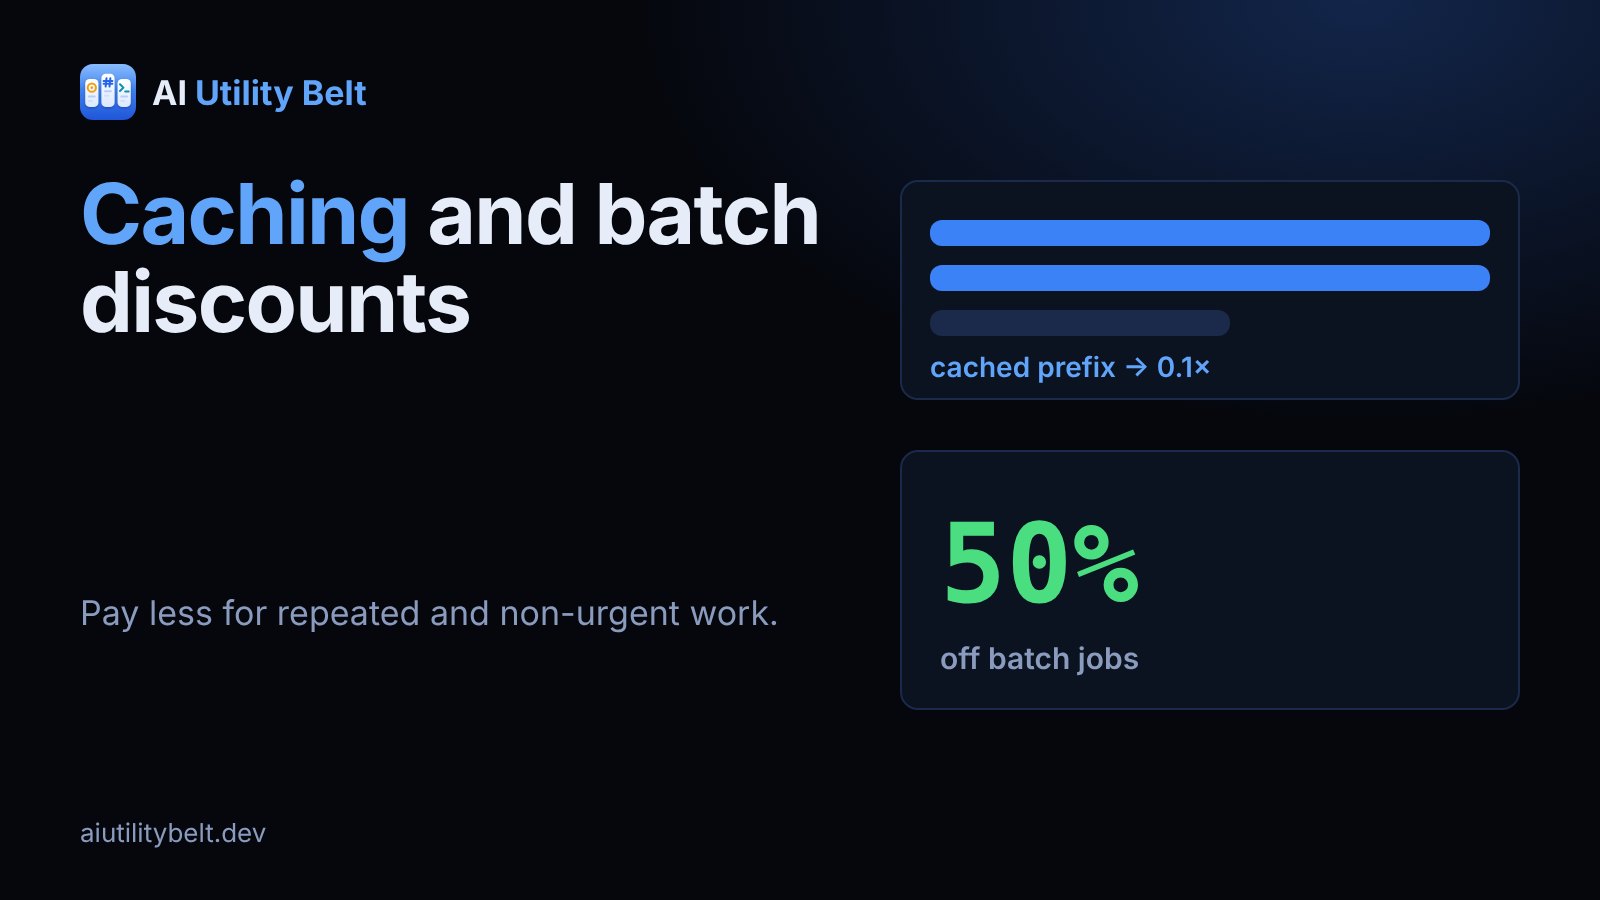 AI Utility Belt
Caching and batch
discounts
Pay less for repeated and non-urgent work.
aiutilitybelt.dev
cached prefix → 0.1×
50%
off batch jobs